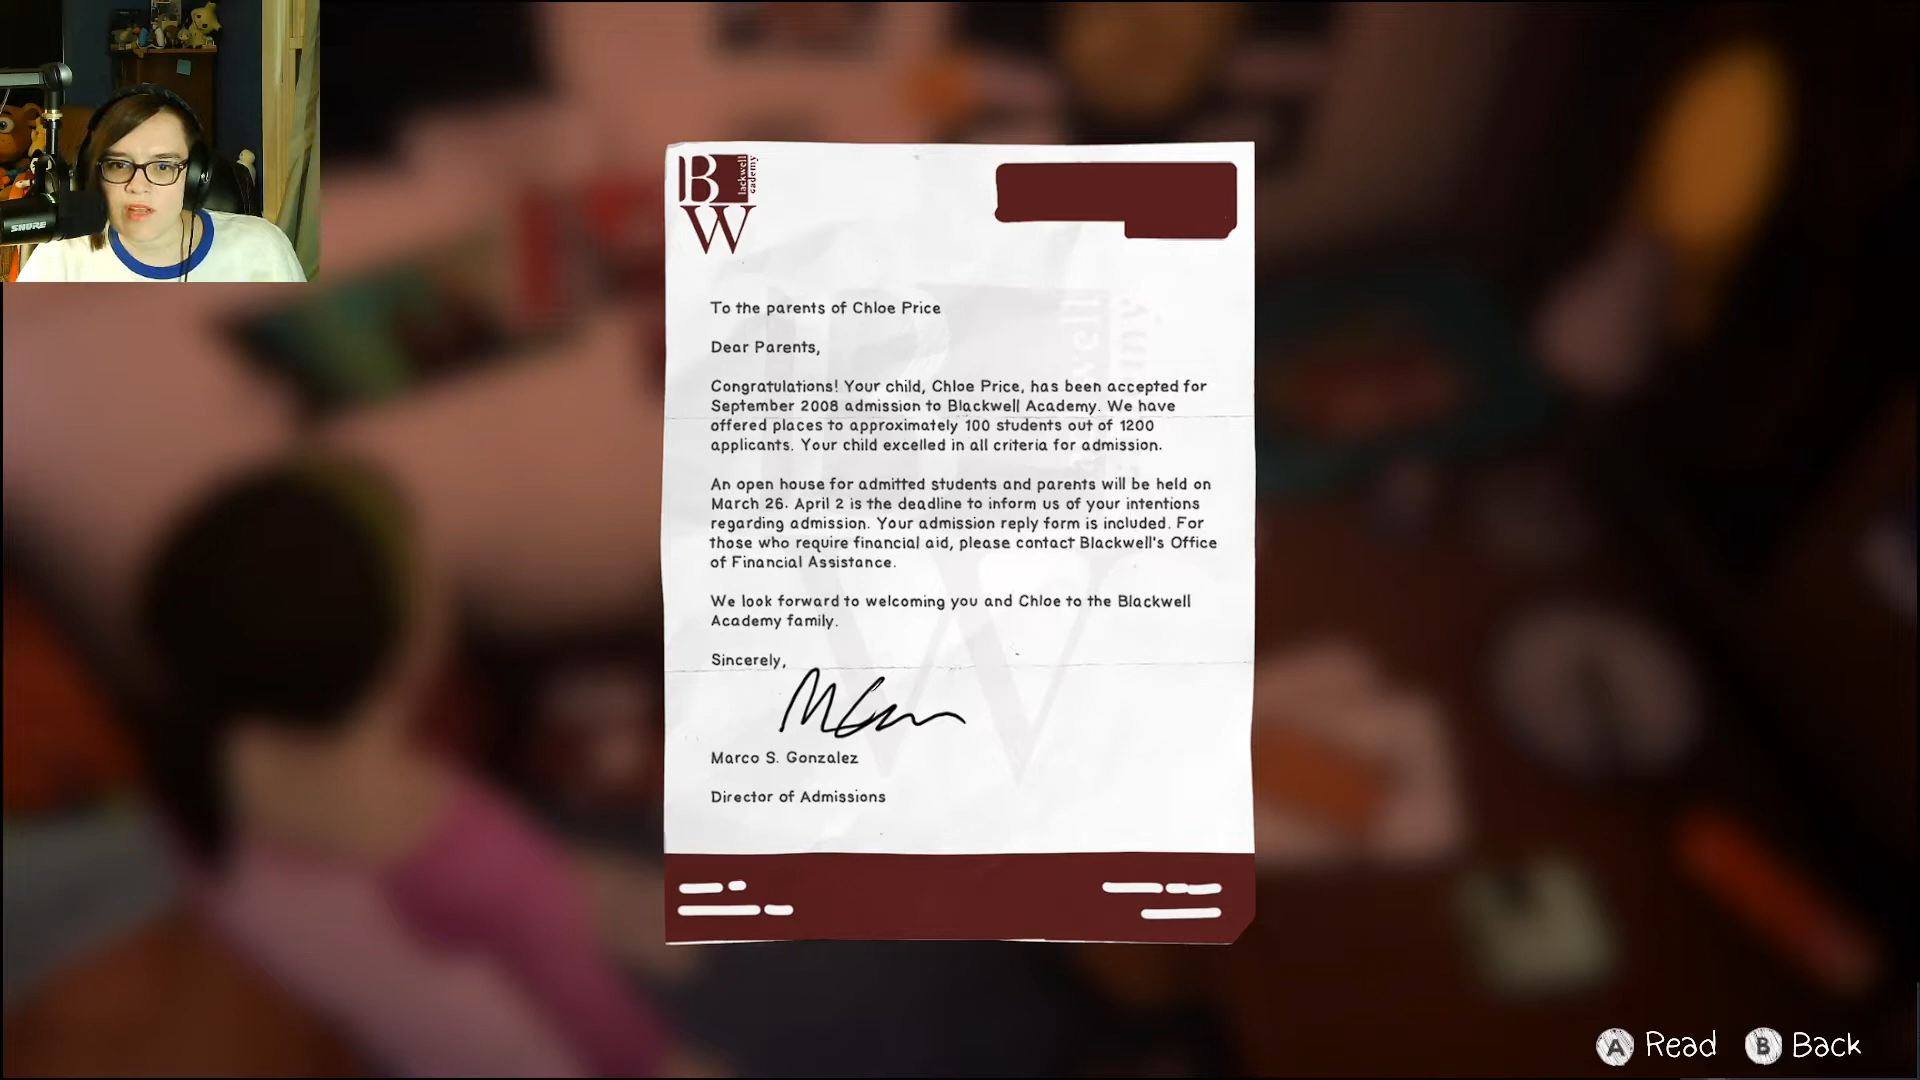 SHURE
B lackwell
cademy
W
To the parents of Chloe Price
Dear Parents,
Congratulations! Your child, Chloe Price, has been accepted for
September 2008 admission to Blackwell Academy. We have
offered places to approximately 100 students out of 1200
applicants. Your child excelled in all criteria for admission.
An open house for admitted students and parents will be held on
March 26. April 2 is the deadline to inform us of your intentions
regarding admission. Your admission reply form is included. For
those who require financial aid, please contact Blackwell's Office
of Financial Assistance.
We look forward to welcoming you and Chloe to the Blackwell
Academy family.
Sincerely,
Marco S. Gonzalez
Director of Admissions
A Read B Back